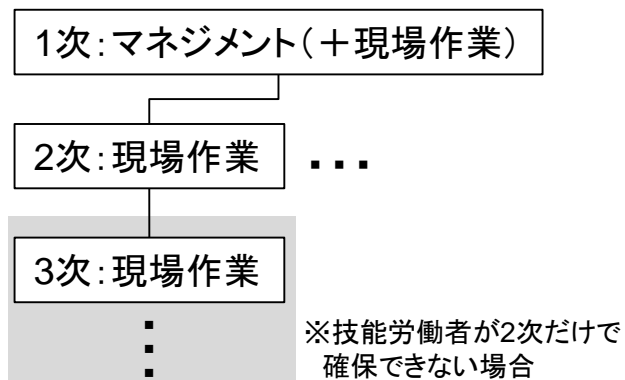 1次：マネジメント（＋現場作業）
2次：現場作業
・・・
3次：現場作業
※技能労働者が2次だけで
確保できない場合